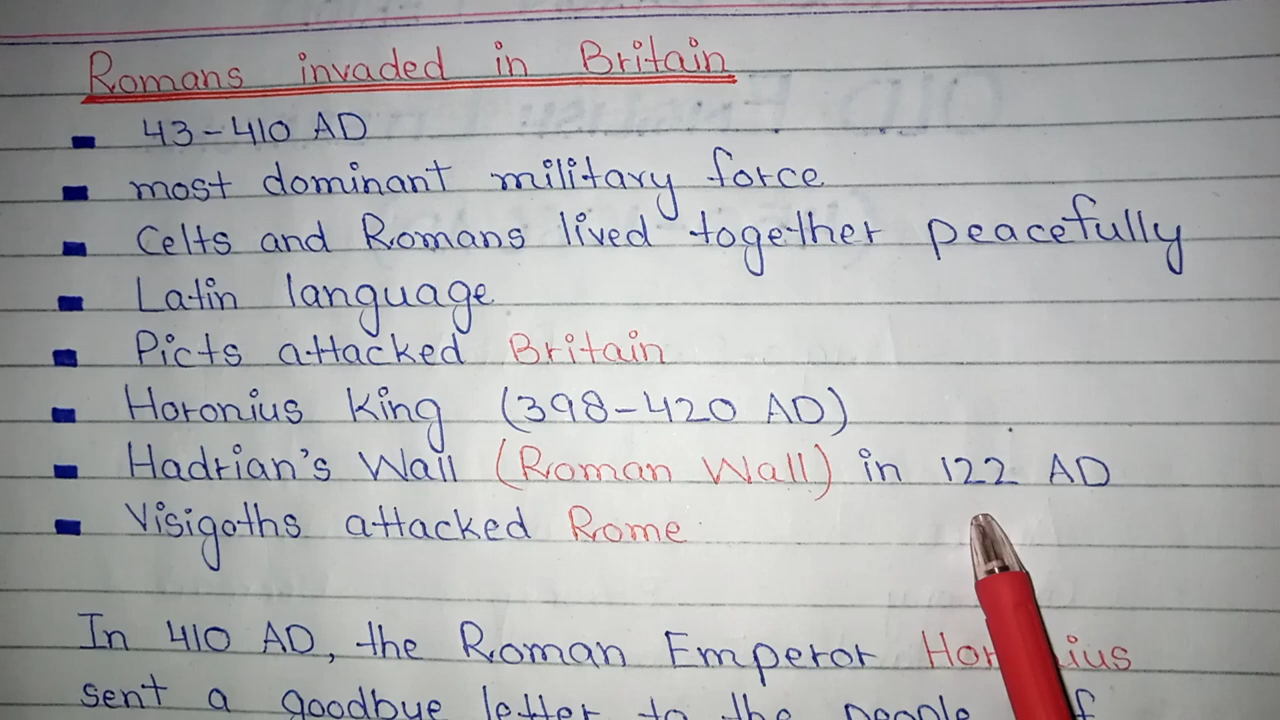 Romans invaded in Britain
43-410 AD
most dominant military force
Celts and Romans lived together peacefully
Latin language
Picts attacked Britain
Horonius king (398-420 AD)
Hadrian's Wall (Roman Wall) in 122 AD
Visigoths attacked Rome
In 410 AD, the Roman Emperor
sent a goodbye letter to the people